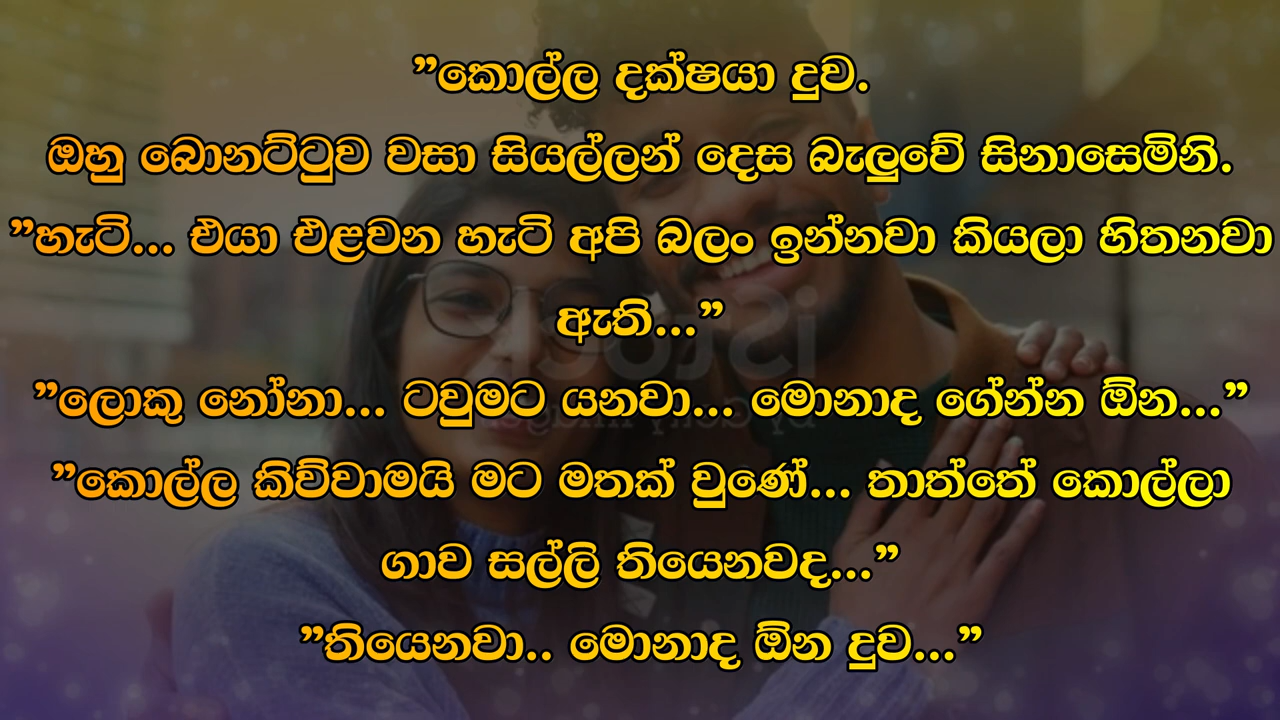 ”කොල්ල දක්ෂයා දුව.
ඔහු බොනට්ටුව වසා සියල්ලන් දෙස බැලුවේ සිනාසෙමිනි.
”හැටි... එයා එළවන හැටි අපි බලං ඉන්නවා කියලා හිතනවා
ඇති...”
”ලොකු නෝනා... ටවුමට යනවා... මොනාද ගේන්න ඕන...”
”කොල්ල කිව්වාමයි මට මතක් වුණේ... තාත්තේ කොල්ලා
ගාව සල්ලි තියෙනවද...”
”තියෙනවා.. මොනාද ඕන දුව...”